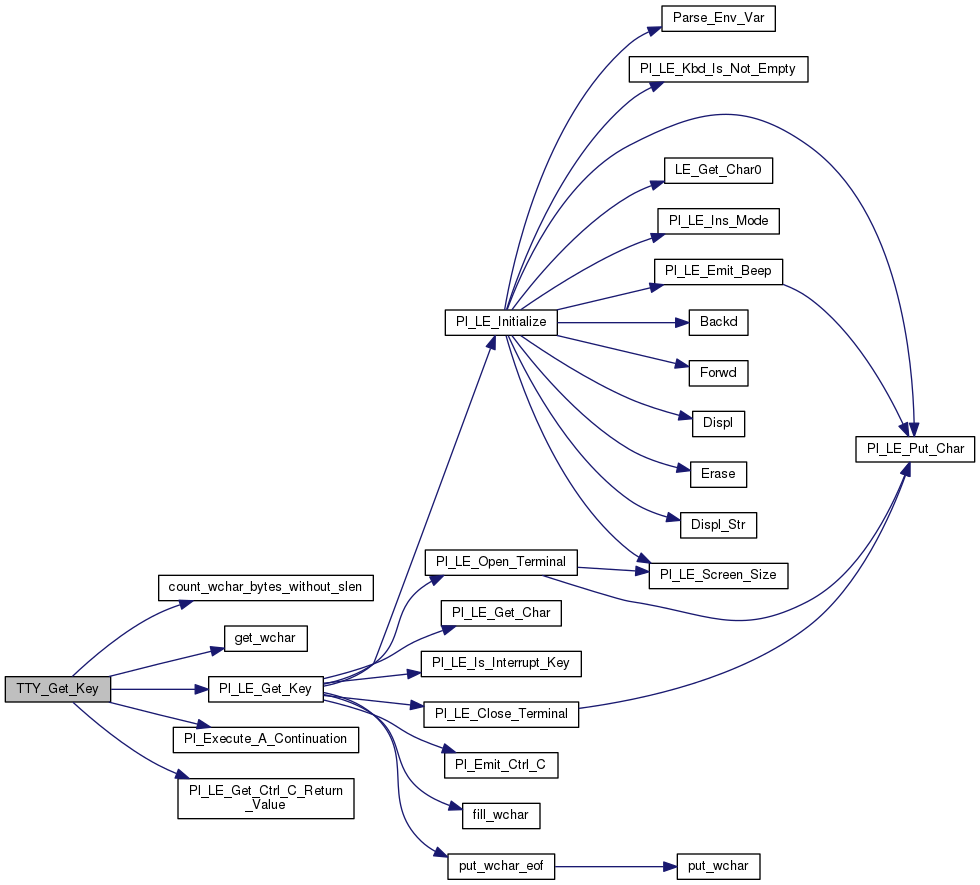 Parse_Env_Var
Pl_LE_Kbd_Is_Not_Empty
LE_Get_Char0
Pl_LE_Ins_Mode
Pl_LE_Emit_Beep
Pl_LE_Initialize
Backd
Forwd
Displ
Pl_LE_Put_Char
Erase
Displ_Str
Pl_LE_Open_Terminal
Pl_LE_Screen_Size
count_wchar_bytes_without_slen
Pl_LE_Get_Char
get_wchar
Pl_LE_Is_Interrupt_Key
TTY_Get_Key
Pl_LE_Get_Key
Pl_LE_Close_Terminal
Pl_Execute_A_Continuation
Pl_Emit_Ctrl_C
Pl_LE_Get_Ctrl_C_Return
_Value
fill_wchar
put_wchar_eof
put_wchar